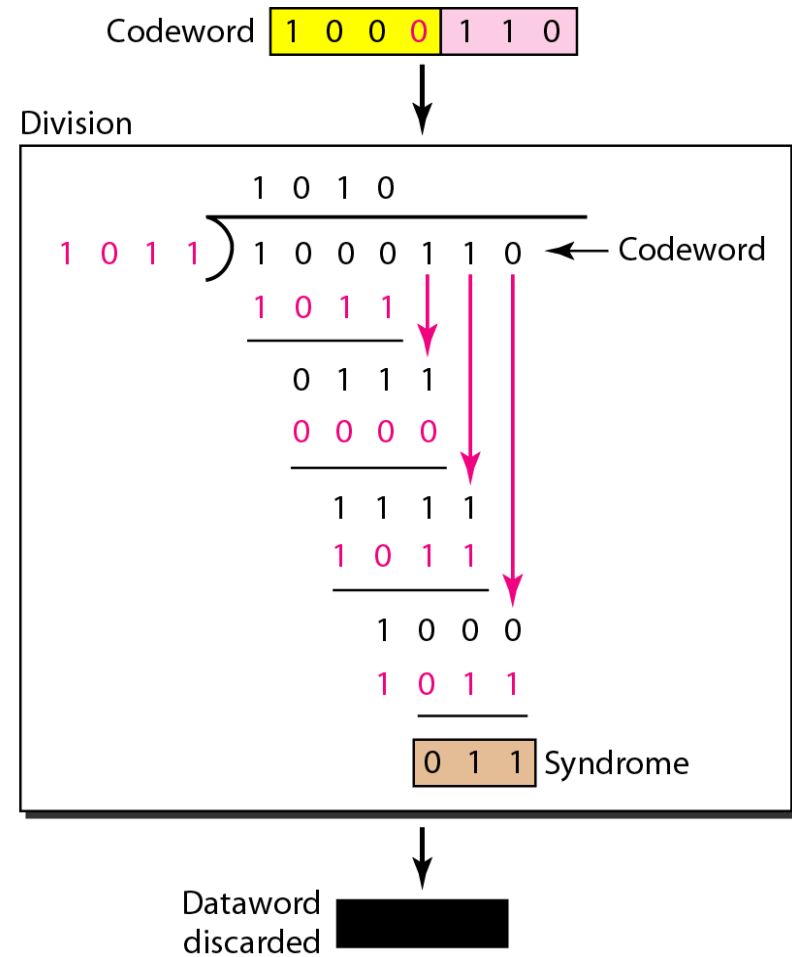 Codeword 1 0 0 0 1 1 0
Division
1 0 1 0
1 0 1 1 1 0 0 0 1 1 0 Codeword
1 0 1 1
0 1 1 1
0 0 0 0
1 1 1 1
1 0 1 1
1 0 0 0
1 0 1 1
0 1 1 Syndrome
Dataword
discarded